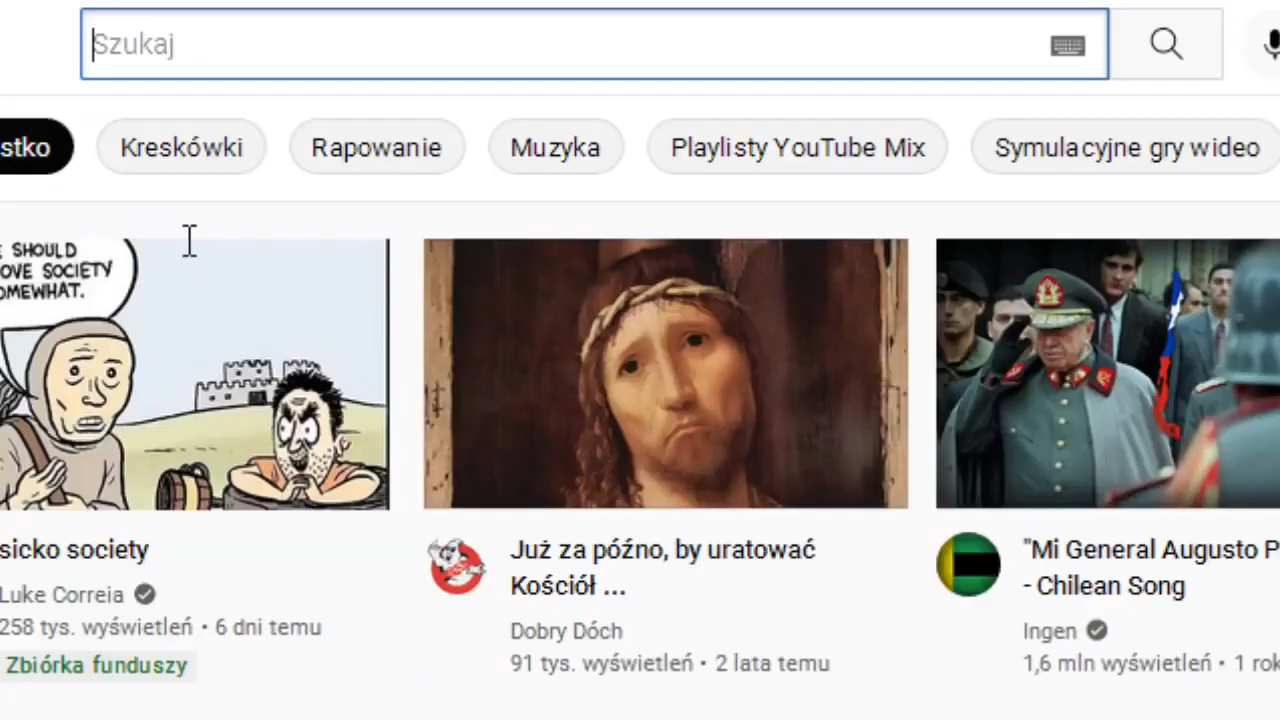 Szukaj
stko
Kreskówki
Rapowanie
Muzyka
Playlisty YouTube Mix
Symulacyjne gry wideo
E SHOULD
OVE SOCIETY
OMEWHAT.
sicko society
Luke Correia
258 tys. wyświetleń • 6 dni temu
Zbiórka funduszy
Już za późno, by uratować
Kościół ...
Dobry Dóch
91 tys. wyświetleń • 2 lata temu
"Mi General Augusto P
- Chilean Song
Ingen
1,6 mln wyświetleń • 1 rok